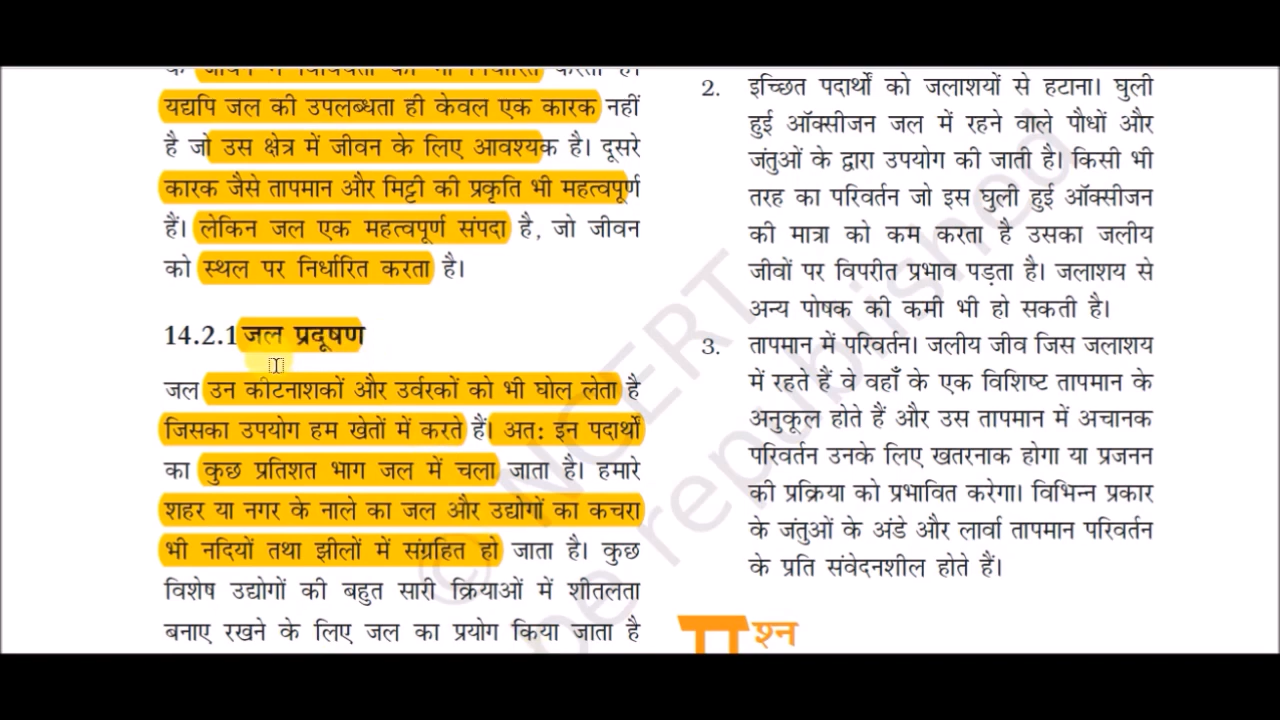 यद्यपि जल की उपलब्धता ही केवल एक कारक नहीं
है जो उस क्षेत्र में जीवन के लिए आवश्यक है। दूसरे
कारक जैसे तापमान और मिट्टी की प्रकृति भी महत्वपूर्ण
हैं। लेकिन जल एक महत्वपूर्ण संपदा है, जो जीवन
को स्थल पर निर्धारित करता है।
14.2.1 जल प्रदूषण
जल उन कीटनाशकों और उर्वरकों को भी घोल लेता है
जिसका उपयोग हम खेतों में करते हैं। अत: इन पदार्थों
का कुछ प्रतिशत भाग जल में चला जाता है। हमारे
शहर या नगर के नाले का जल और उद्योगों का कचरा
भी नदियों तथा झीलों में संग्रहित हो जाता है। कुछ
विशेष उद्योगों की बहुत सारी क्रियाओं में शीतलता
बनाए रखने के लिए जल का प्रयोग किया जाता है
2. इच्छित पदार्थों को जलाशयों से हटाना। घुली
हुई ऑक्सीजन जल में रहने वाले पौधों और
जंतुओं के द्वारा उपयोग की जाती है। किसी भी
तरह का परिवर्तन जो इस घुली हुई ऑक्सीजन
की मात्रा को कम करता है उसका जलीय
जीवों पर विपरीत प्रभाव पड़ता है। जलाशय से
अन्य पोषक की कमी भी हो सकती है।
3. तापमान में परिवर्तन। जलीय जीव जिस जलाशय
में रहते हैं वे वहाँ के एक विशिष्ट तापमान के
अनुकूल होते हैं और उस तापमान में अचानक
परिवर्तन उनके लिए खतरनाक होगा या प्रजनन
की प्रक्रिया को प्रभावित करेगा। विभिन्न प्रकार
के जंतुओं के अंडे और लार्वा तापमान परिवर्तन
के प्रति संवेदनशील होते हैं।
प्रश्न
© NCERT
be republished